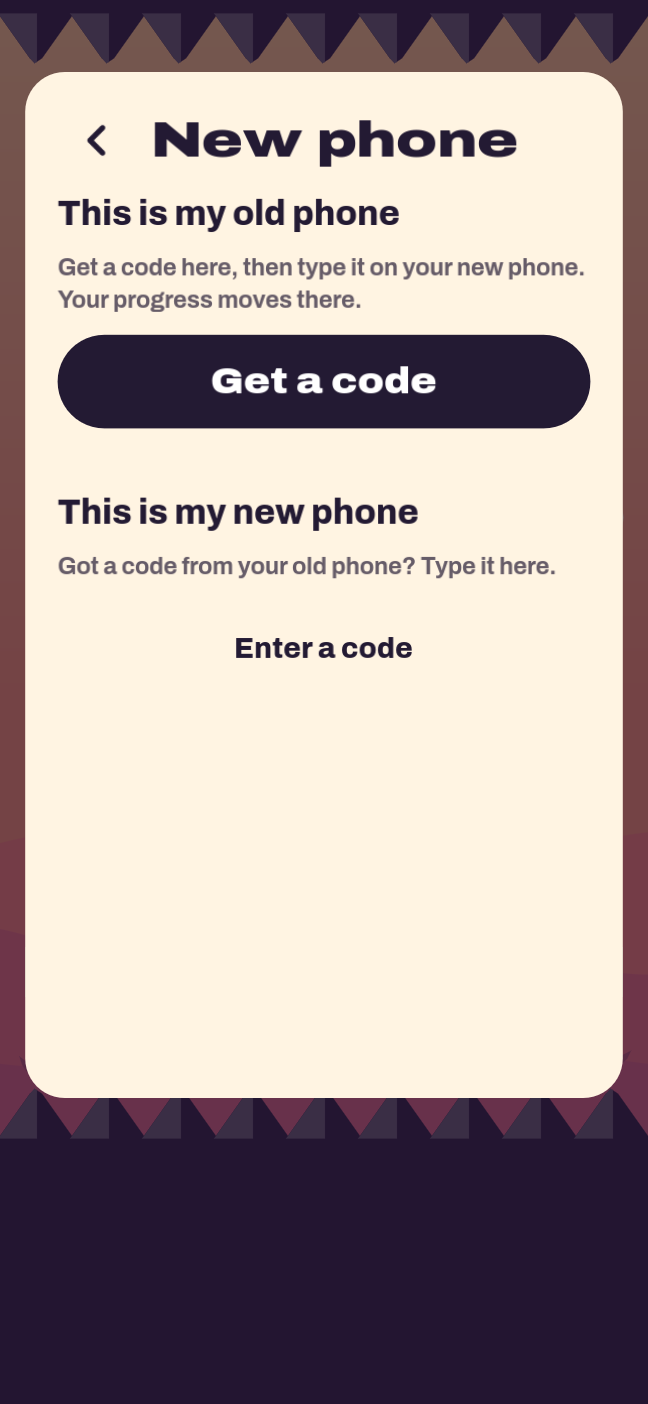 New phone
This is my old phone
Get a code here, then type it on your new phone.
Your progress moves there.
Get a code
This is my new phone
Got a code from your old phone? Type it here.
Enter a code